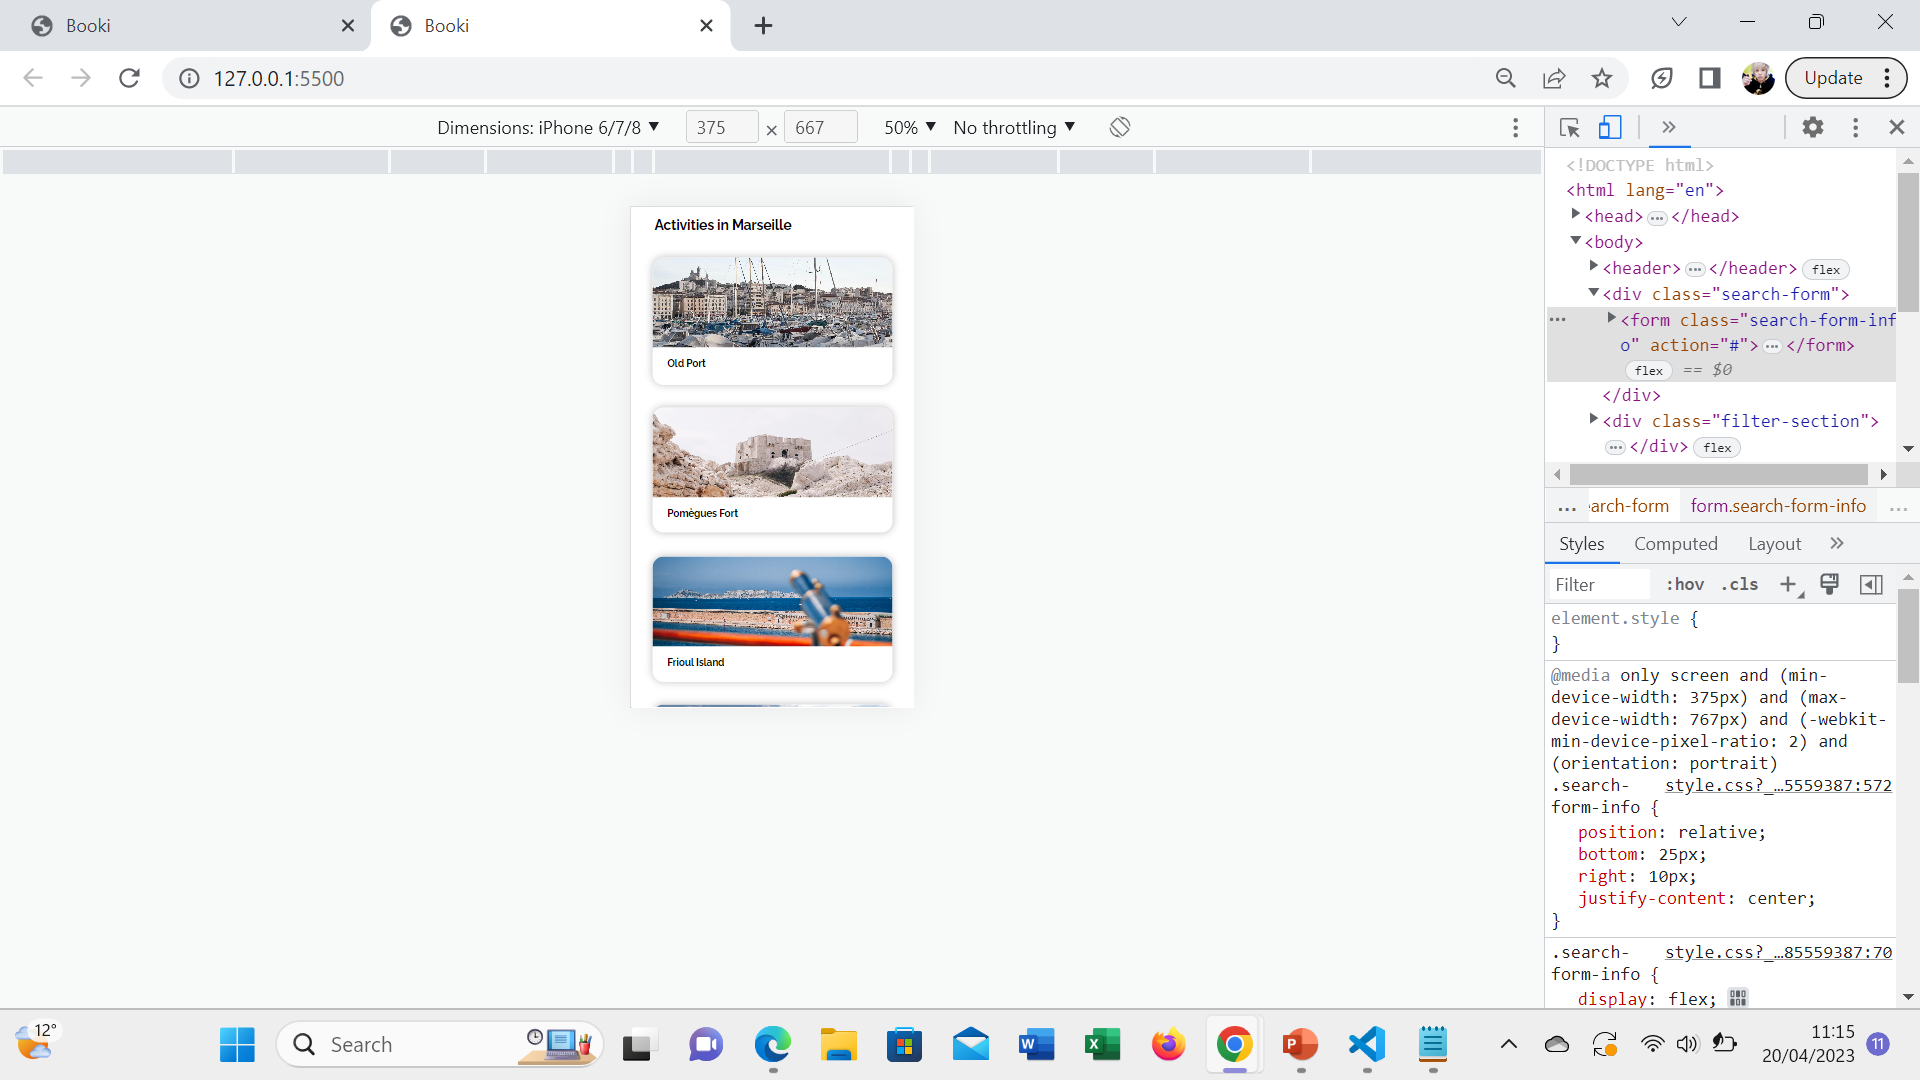 Booki
Booki
127.0.0.1:5500
Update
Dimensions: iPhone 6/7/8 ▼ 375 × 667 50% ▼ No throttling ▼
Activities in Marseille
Old Port
Pomègues Fort
Frioul Island
<!DOCTYPE html>
<html lang="en">
<head> … </head>
<body>
<header> … </header> flex
<div class="search-form">
… <form class="search-form-inf
o" action="#"> … </form>
flex == $0
</div>
<div class="filter-section">
… </div> flex
… earch-form form.search-form-info …
Styles Computed Layout
Filter :hov .cls
element.style {
}
@media only screen and (min-
device-width: 375px) and (max-
device-width: 767px) and (-webkit-
min-device-pixel-ratio: 2) and
(orientation: portrait)
.search- style.css?_…5559387:572
form-info {
position: relative;
bottom: 25px;
right: 10px;
justify-content: center;
}
.search- style.css?_…85559387:70
form-info {
display: flex;
12°
Search
11:15
20/04/2023
11